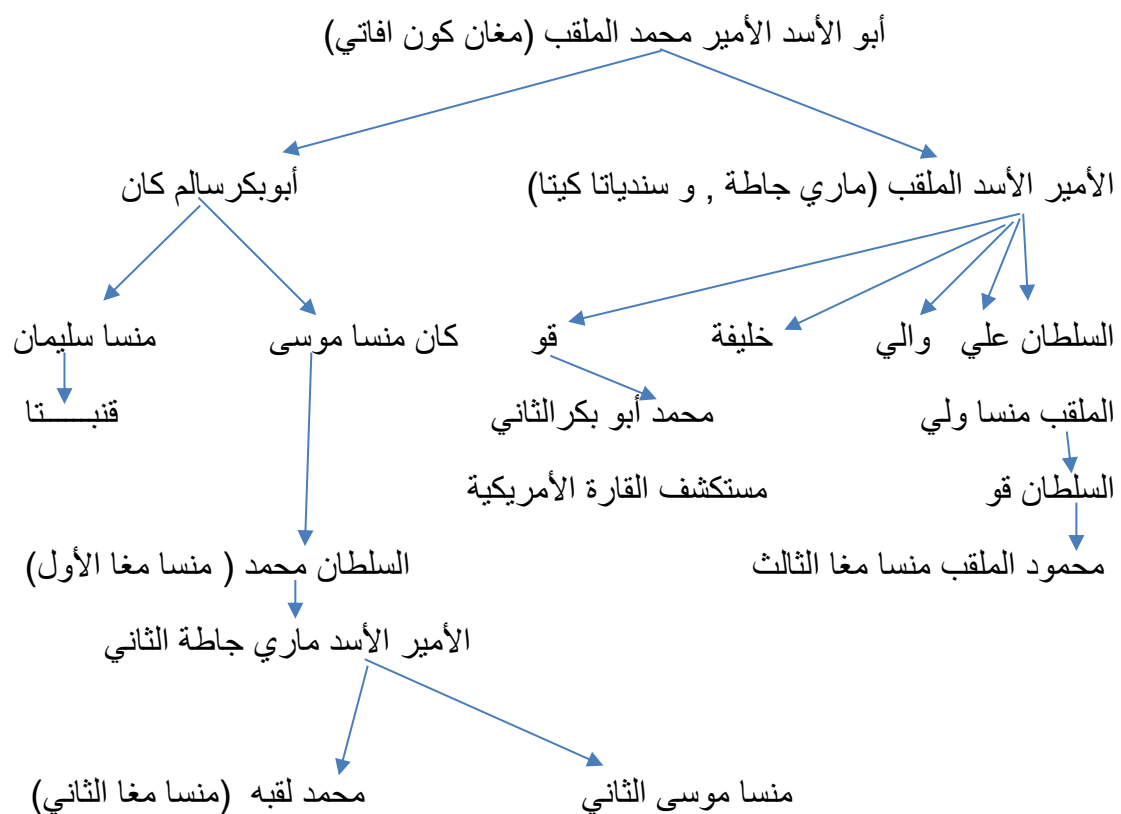 أبو الأسد الأمير محمد الملقب (مغان كون افاتي)
الأمير الأسد الملقب (ماري جاطة , و سندياتا كيتا) أبوبكرسالم كان
السلطان علي والي خليفة قو كان منسا موسى منسا سليمان
الملقب منسا ولي محمد أبو بكرالثاني قنبــــــتا
السلطان قو مستكشف القارة الأمريكية
محمود الملقب منسا مغا الثالث السلطان محمد ( منسا مغا الأول)
الأمير الأسد ماري جاطة الثاني
منسا موسى الثاني محمد لقبه (منسا مغا الثاني)